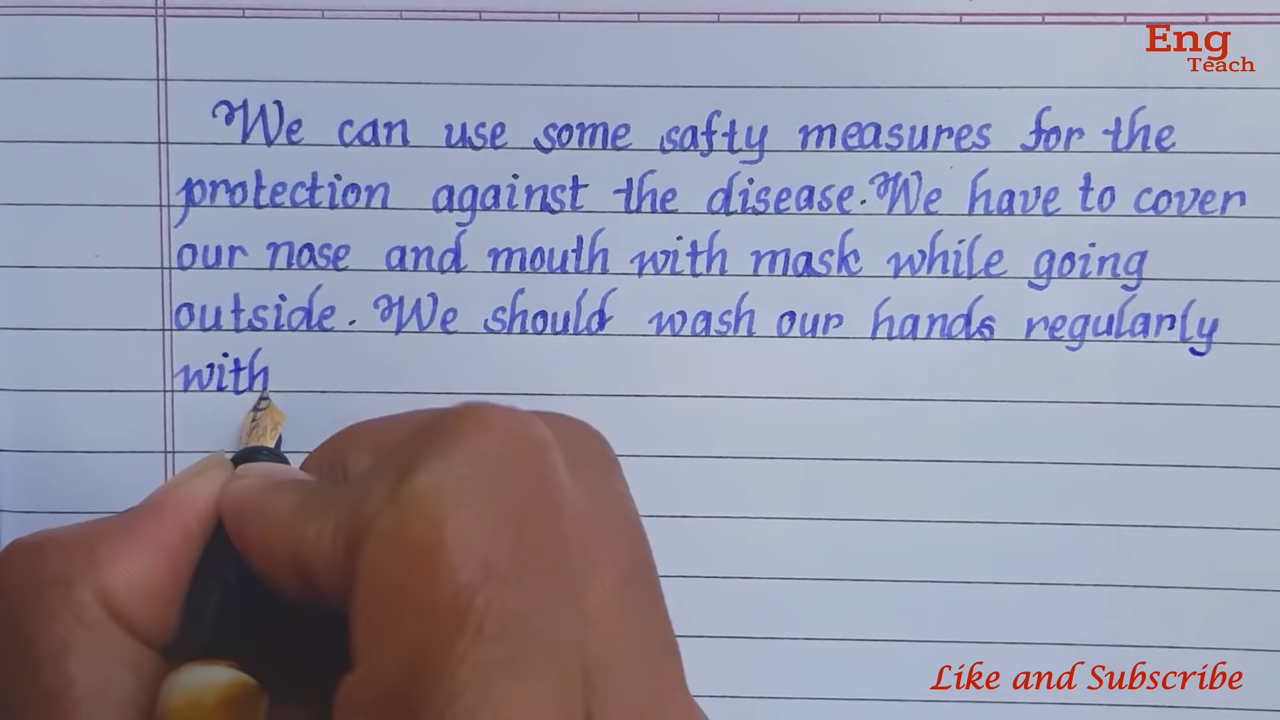 Eng
Teach
We can use some safty measures for the
protection against the disease. We have to cover
our nose and mouth with mask while going
outside. We should wash our hands regularly
with
Like and Subscribe